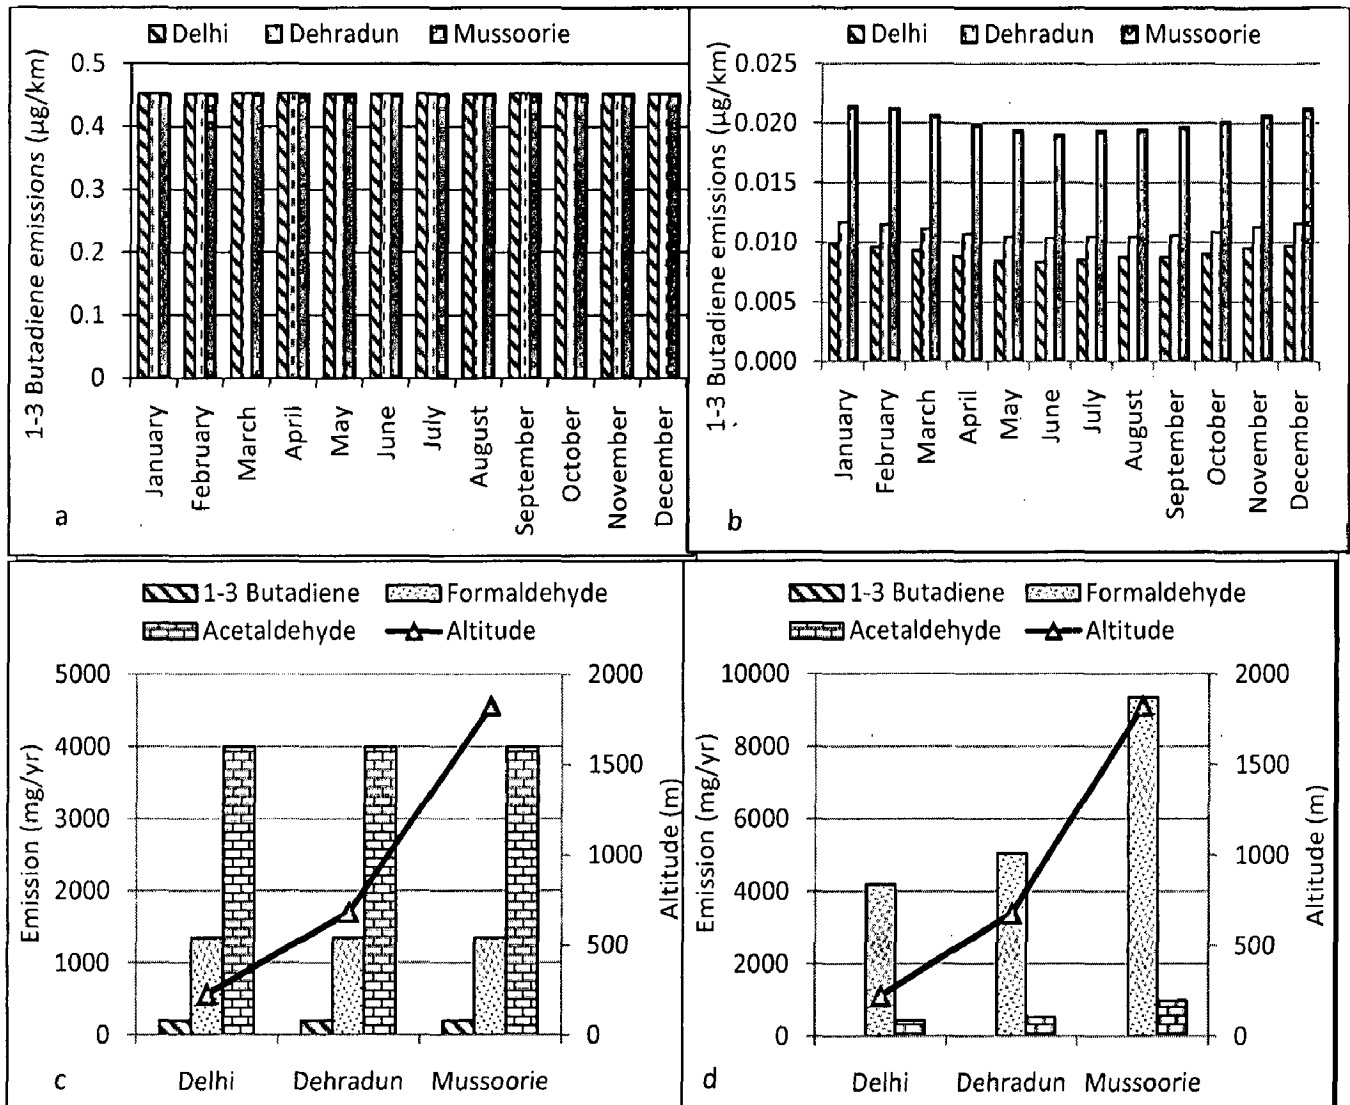 Delhi Dehradun Mussoorie
1-3 Butadiene emissions (µg/km)
0.5
0.4
0.3
0.2
0.1
0
January
February
March
April
May
June
July
August
September
October
November
December
a
Delhi Dehradun Mussoorie
1-3 Butadiene emissions (µg/km)
0.025
0.020
0.015
0.010
0.005
0.000
January
February
March
April
May
June
July
August
September
October
November
December
b
1-3 Butadiene Formaldehyde
Acetaldehyde Altitude
Emission (mg/yr)
5000
4000
3000
2000
1000
0
2000
1500
1000
500
0
Altitude (m)
Delhi Dehradun Mussoorie
c
1-3 Butadiene Formaldehyde
Acetaldehyde Altitude
Emission (mg/yr)
10000
8000
6000
4000
2000
0
2000
1500
1000
500
0
Altitude (m)
Delhi Dehradun Mussoorie
d